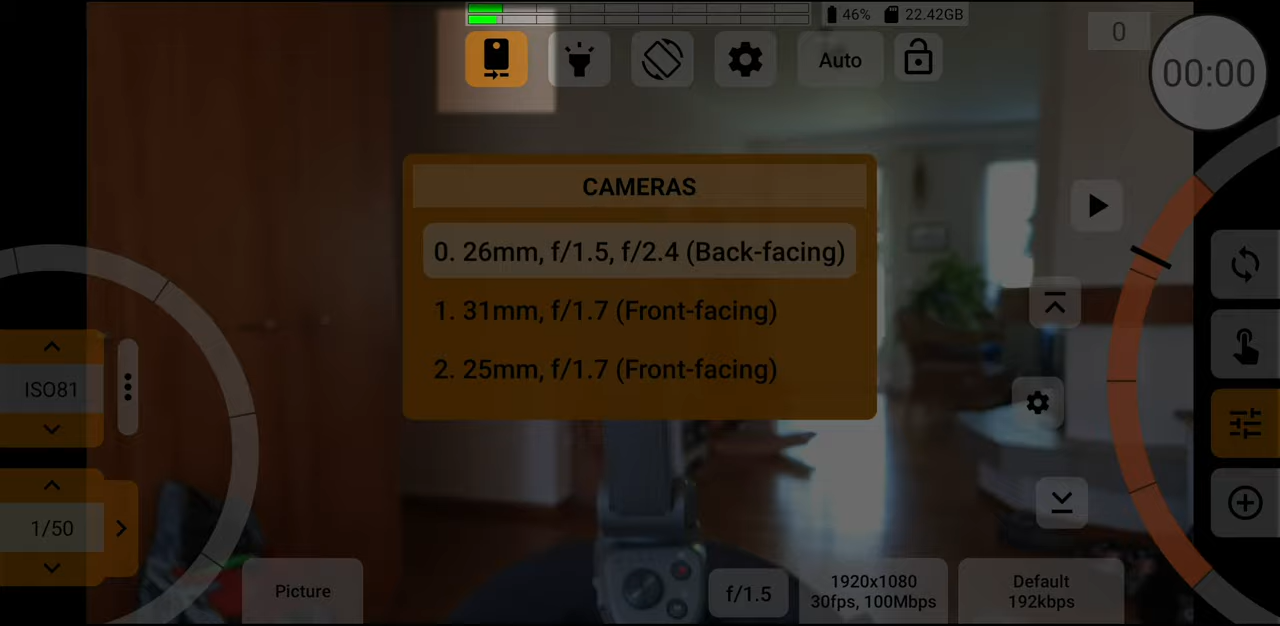 46%
22.42GB
0
00:00
Auto
CAMERAS
0. 26mm, f/1.5, f/2.4 (Back-facing)
1. 31mm, f/1.7 (Front-facing)
2. 25mm, f/1.7 (Front-facing)
ISO81
1/50
Picture
f/1.5
1920x1080
30fps, 100Mbps
Default
192kbps